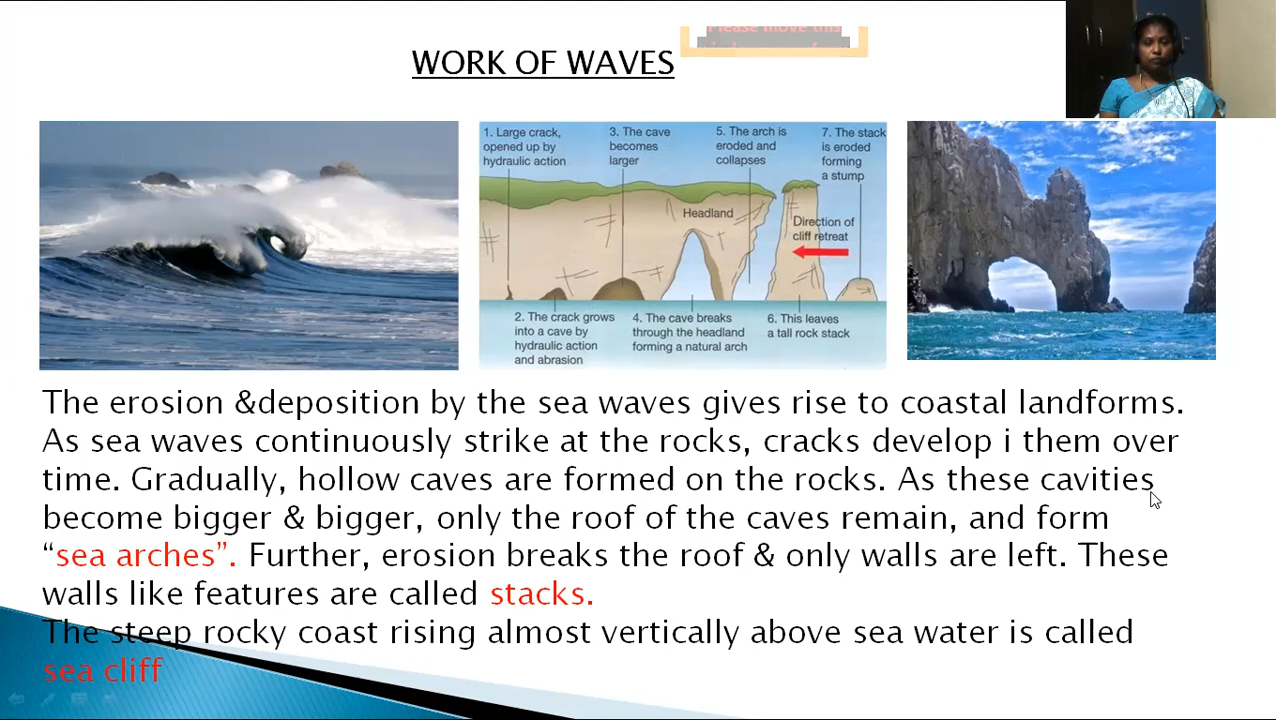 Please move this
WORK OF WAVES
1. Large crack,
opened up by
hydraulic action
3. The cave
becomes
larger
5. The arch is
eroded and
collapses
7. The stack
is eroded
forming
a stump
Headland
Direction of
cliff retreat
2. The crack grows
into a cave by
hydraulic action
and abrasion
4. The cave breaks
through the headland
forming a natural arch
6. This leaves
a tall rock stack
The erosion &deposition by the sea waves gives rise to coastal landforms.
As sea waves continuously strike at the rocks, cracks develop i them over
time. Gradually, hollow caves are formed on the rocks. As these cavities
become bigger & bigger, only the roof of the caves remain, and form
“sea arches”. Further, erosion breaks the roof & only walls are left. These
walls like features are called stacks.
The steep rocky coast rising almost vertically above sea water is called
sea cliff